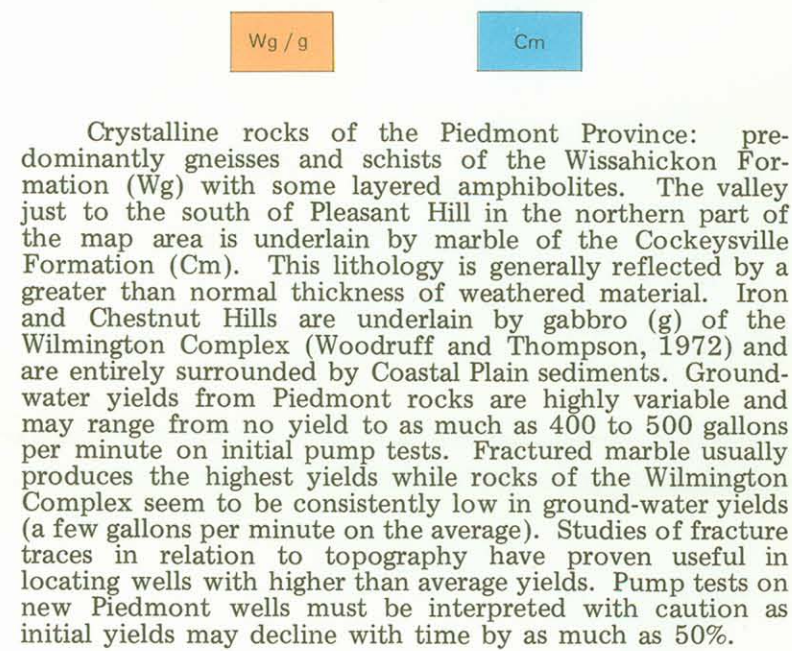 Wg / g
Cm
Crystalline rocks of the Piedmont Province: pre-
dominantly gneisses and schists of the Wissahickon For-
mation (Wg) with some layered amphibolites. The valley
just to the south of Pleasant Hill in the northern part of
the map area is underlain by marble of the Cockeysville
Formation (Cm). This lithology is generally reflected by a
greater than normal thickness of weathered material. Iron
and Chestnut Hills are underlain by gabbro (g) of the
Wilmington Complex (Woodruff and Thompson, 1972) and
are entirely surrounded by Coastal Plain sediments. Ground-
water yields from Piedmont rocks are highly variable and
may range from no yield to as much as 400 to 500 gallons
per minute on initial pump tests. Fractured marble usually
produces the highest yields while rocks of the Wilmington
Complex seem to be consistently low in ground-water yields
(a few gallons per minute on the average). Studies of fracture
traces in relation to topography have proven useful in
locating wells with higher than average yields. Pump tests on
new Piedmont wells must be interpreted with caution as
initial yields may decline with time by as much as 50%.